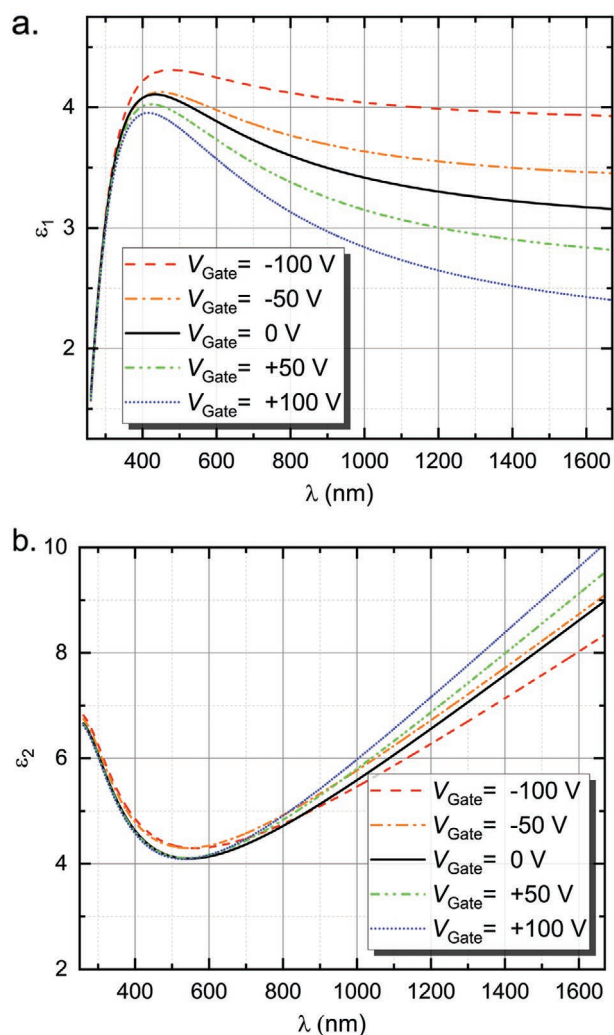 a.
4
3
2
ε1
VGate= -100 V
VGate= -50 V
VGate= 0 V
VGate= +50 V
VGate= +100 V
400 600 800 1000 1200 1400 1600
λ (nm)
b.
10
8
6
4
2
ε2
VGate= -100 V
VGate= -50 V
VGate= 0 V
VGate= +50 V
VGate= +100 V
400 600 800 1000 1200 1400 1600
λ (nm)